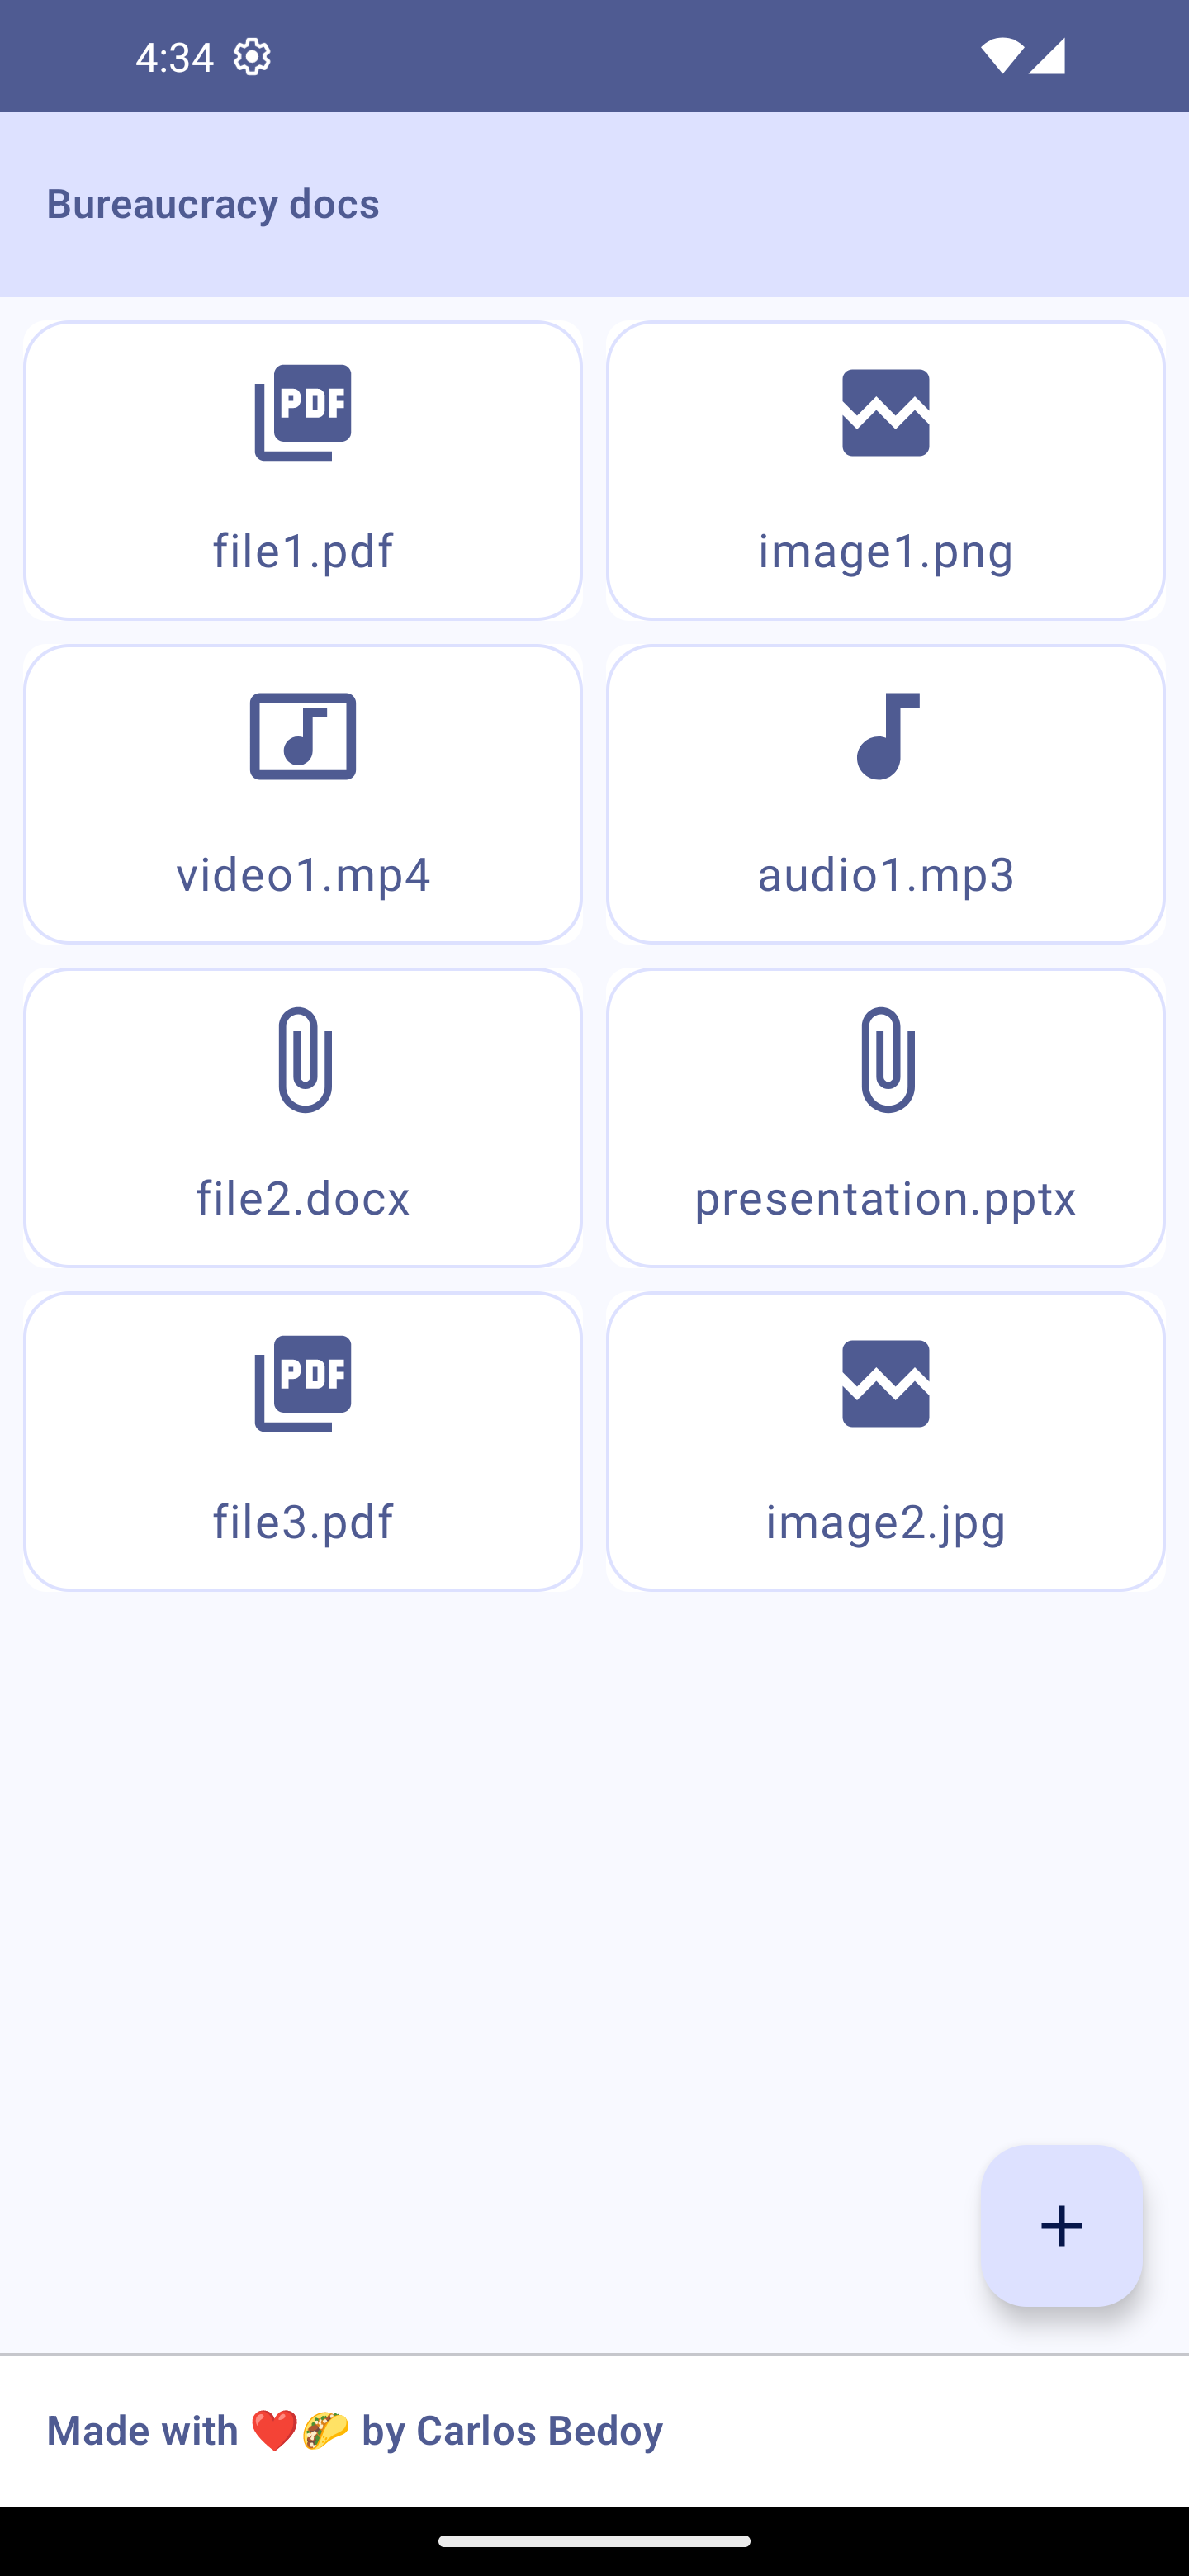 4:34
Bureaucracy docs
PDF
file1.pdf
image1.png
video1.mp4
audio1.mp3
file2.docx
presentation.pptx
PDF
file3.pdf
image2.jpg
Made with ❤️🌮 by Carlos Bedoy